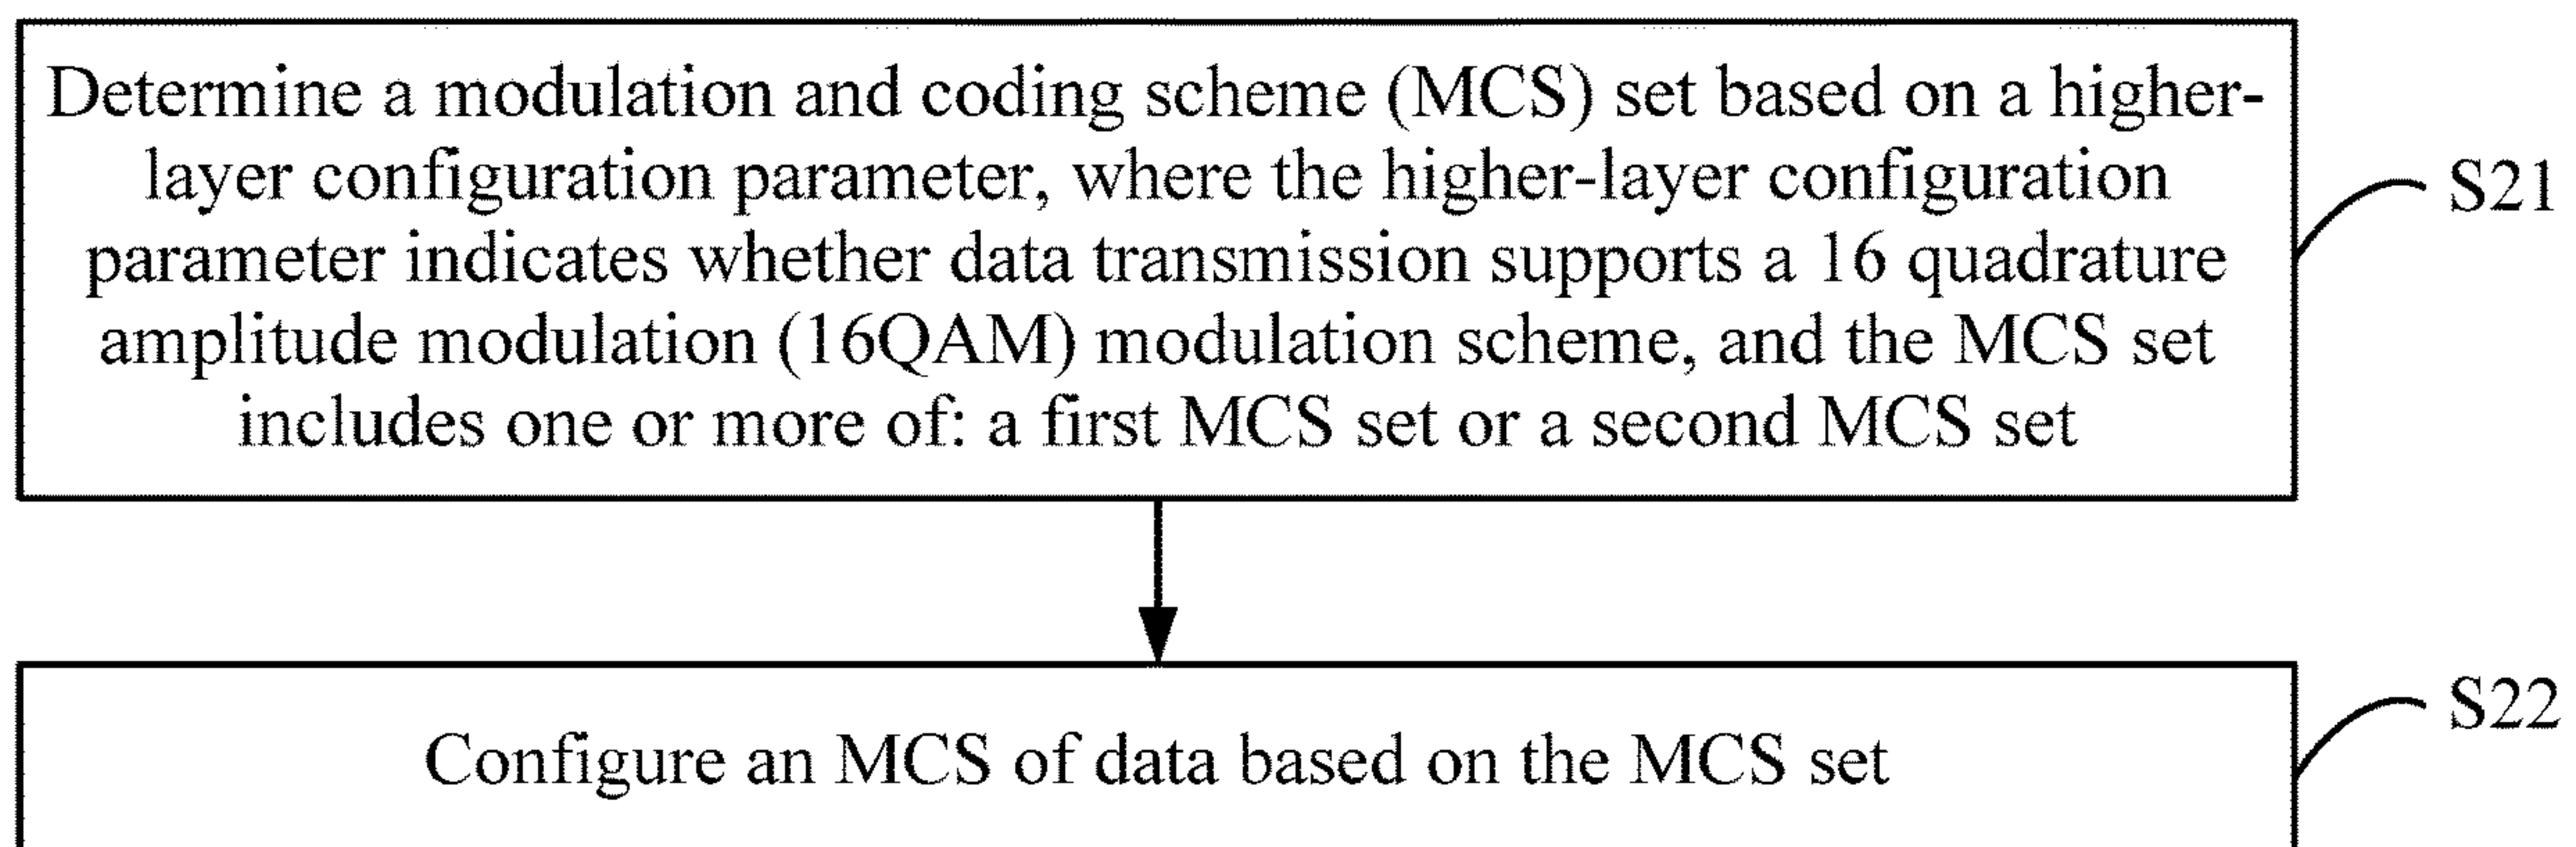 Determine a modulation and coding scheme (MCS) set based on a higher-
layer configuration parameter, where the higher-layer configuration
parameter indicates whether data transmission supports a 16 quadrature
amplitude modulation (16QAM) modulation scheme, and the MCS set
includes one or more of: a first MCS set or a second MCS set
S21
Configure an MCS of data based on the MCS set
S22